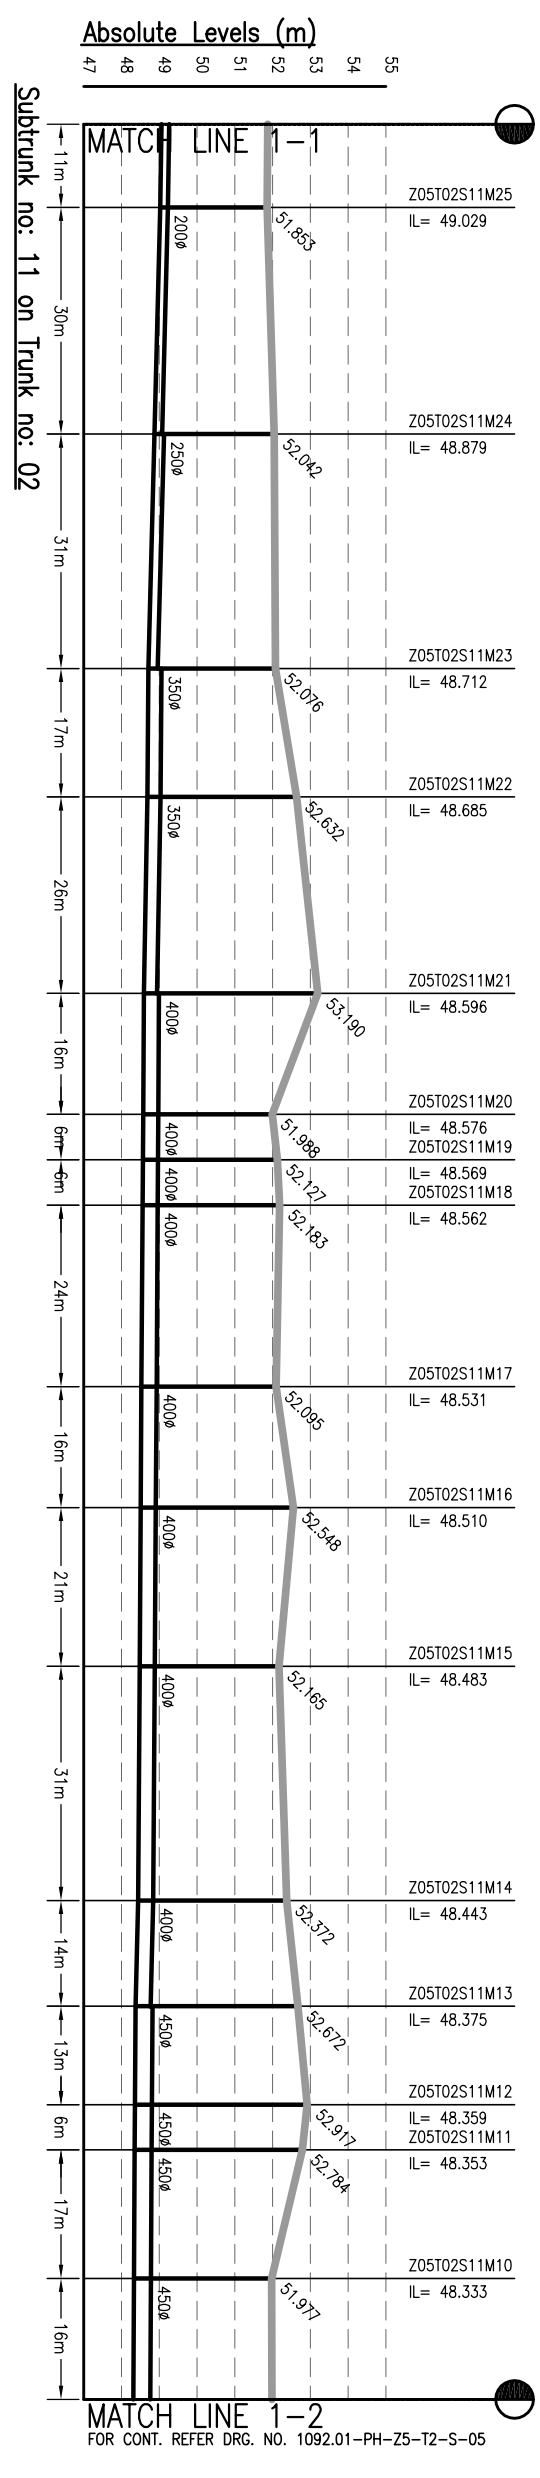 Absolute Levels (m)
47 48 49 50 51 52 53 54 55
Subtrunk no: 11 on Trunk no: 02
MATCH LINE 1-1
11m
Z05T02S11M25
IL= 49.029
51.853
200ø
30m
Z05T02S11M24
IL= 48.879
52.042
250ø
31m
Z05T02S11M23
IL= 48.712
52.076
350ø
17m
Z05T02S11M22
IL= 48.685
52.632
350ø
26m
Z05T02S11M21
IL= 48.596
53.190
400ø
16m
Z05T02S11M20
IL= 48.576
51.988
400ø
6m
Z05T02S11M19
IL= 48.569
52.127
400ø
6m
Z05T02S11M18
IL= 48.562
52.183
400ø
24m
Z05T02S11M17
IL= 48.531
52.095
400ø
16m
Z05T02S11M16
IL= 48.510
52.548
400ø
21m
Z05T02S11M15
IL= 48.483
52.165
400ø
31m
Z05T02S11M14
IL= 48.443
52.372
400ø
14m
Z05T02S11M13
IL= 48.375
52.672
450ø
13m
Z05T02S11M12
IL= 48.359
52.917
450ø
6m
Z05T02S11M11
IL= 48.353
52.784
450ø
17m
Z05T02S11M10
IL= 48.333
51.977
450ø
16m
MATCH LINE 1-2
FOR CONT. REFER DRG. NO. 1092.01-PH-Z5-T2-S-05